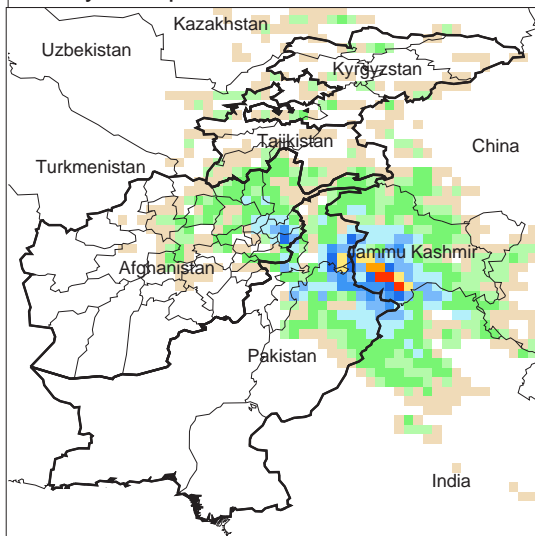 Kazakhstan
Uzbekistan
Kyrgyzstan
Tajikistan
China
Turkmenistan
Jammu Kashmir
Afghanistan
Pakistan
India